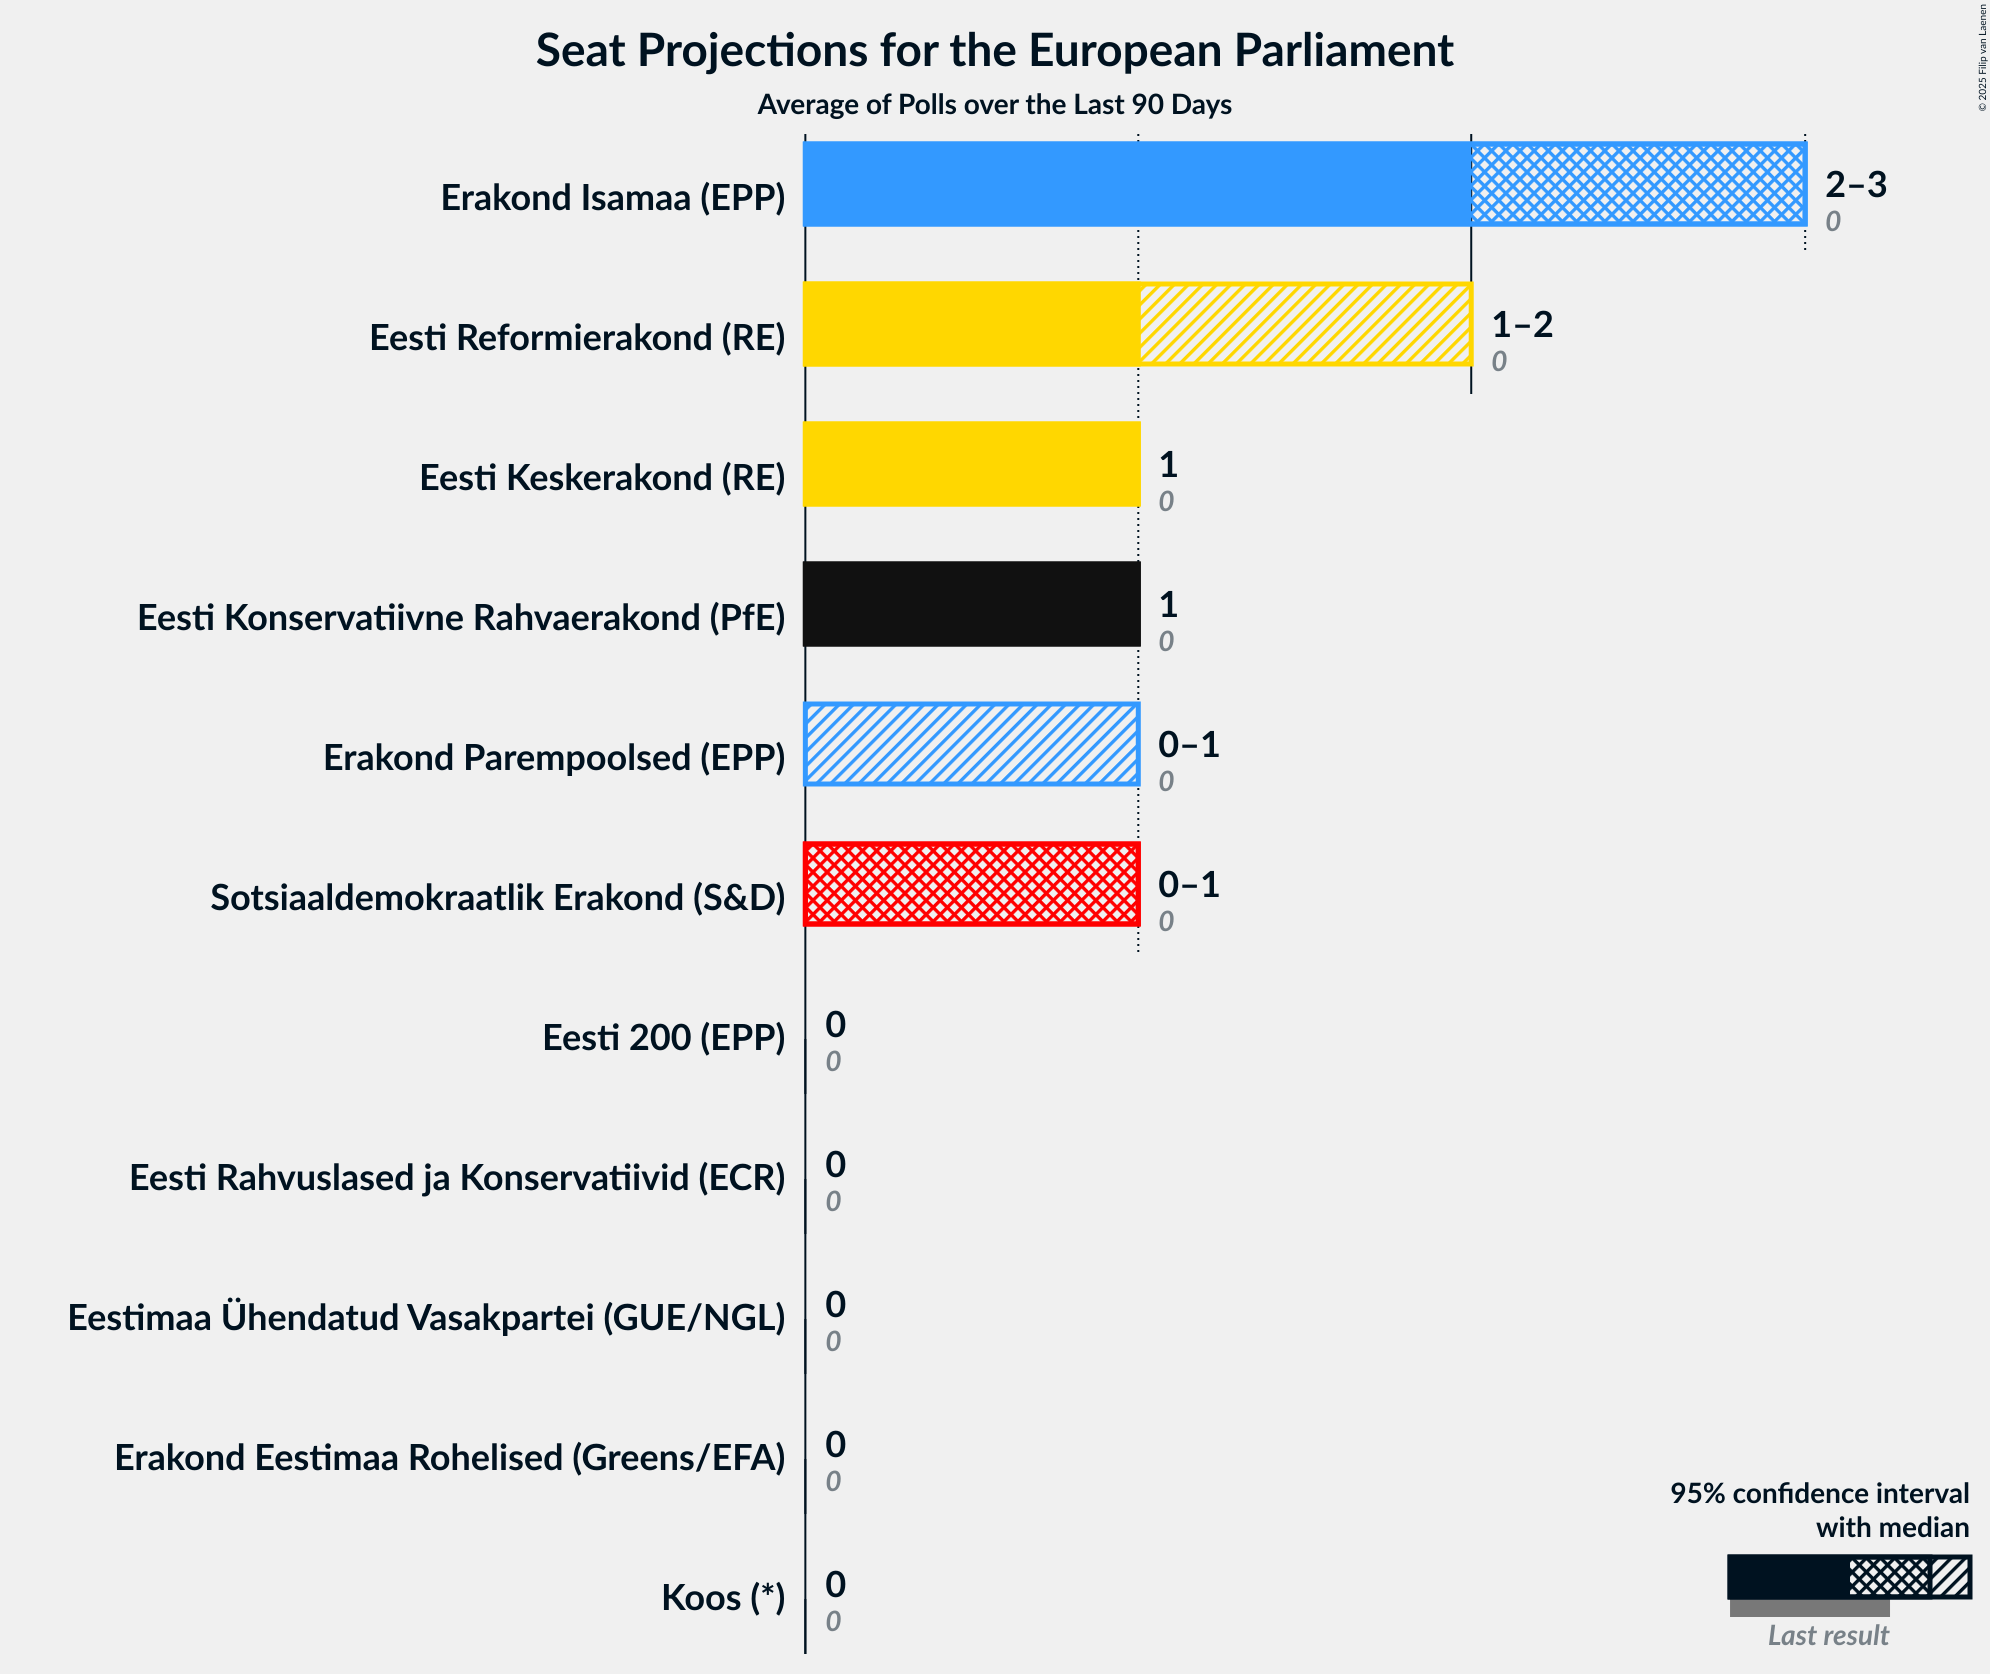 Seat Projections for the European Parliament
Average of Polls over the Last 90 Days
© 2025 Filip van Laenen
Erakond Isamaa (EPP)
2–3
0
Eesti Reformierakond (RE)
1–2
0
Eesti Keskerakond (RE)
1
0
Eesti Konservatiivne Rahvaerakond (PfE)
1
0
Erakond Parempoolsed (EPP)
0–1
0
Sotsiaaldemokraatlik Erakond (S&D)
0–1
0
Eesti 200 (EPP)
0
0
Eesti Rahvuslased ja Konservatiivid (ECR)
0
0
Eestimaa Ühendatud Vasakpartei (GUE/NGL)
0
0
Erakond Eestimaa Rohelised (Greens/EFA)
0
0
Koos (*)
0
0
95% confidence interval
with median
Last result